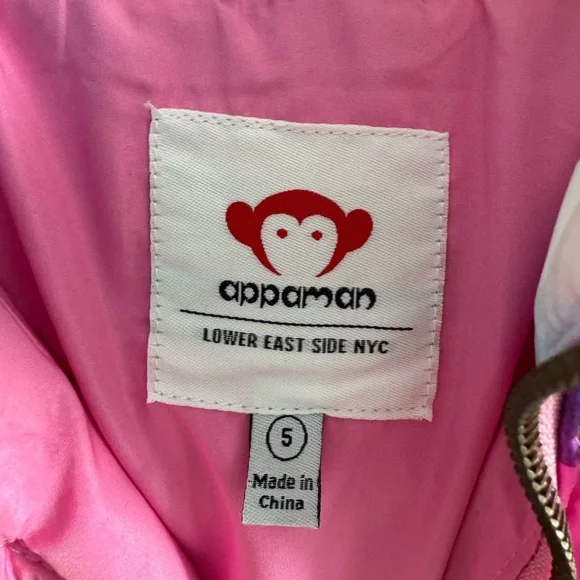 appaman
LOWER EAST SIDE NYC
5
Made in
China